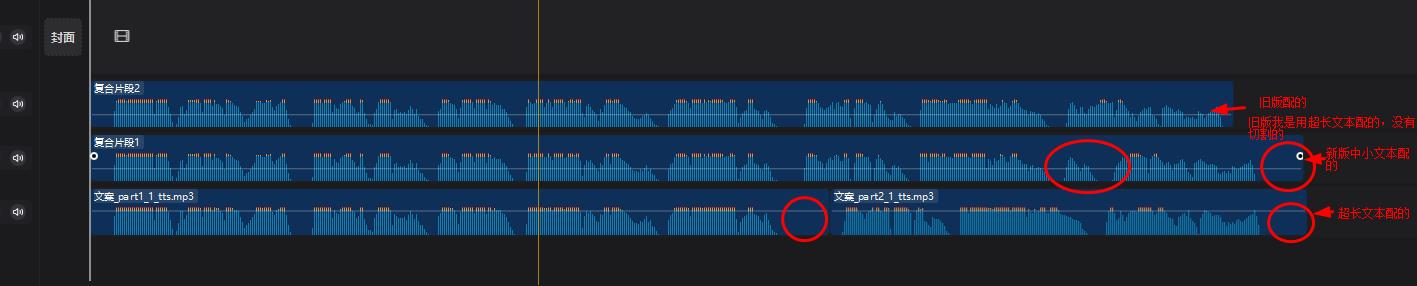 封面
复合片段2
旧版配的
旧版我是用超长文本配的，没有
切割的
复合片段1
新版中小文本配
的
文案_part1_1_tts.mp3
文案_part2_1_tts.mp3
超长文本配的